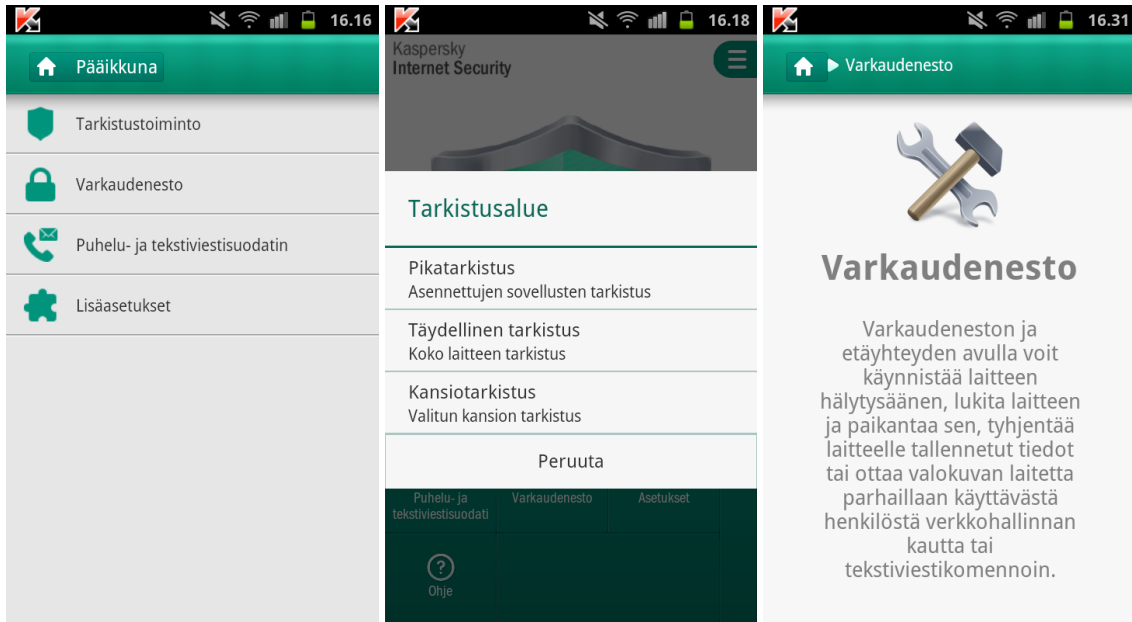 16.16
Pääikkuna
Tarkistustoiminto
Varkaudenesto
Puhelu- ja tekstiviestisuodatin
Lisäasetukset
16.18
Kaspersky
Internet Security
Tarkistusalue
Pikatarkistus
Asennettujen sovellusten tarkistus
Täydellinen tarkistus
Koko laitteen tarkistus
Kansiotarkistus
Valitun kansion tarkistus
Peruuta
Puhelu- ja
tekstiviestisuodati
Varkaudenesto
Asetukset
?
Ohje
16.31
Varkaudenesto
Varkaudenesto
Varkaudeneston ja
etäyhteyden avulla voit
käynnistää laitteen
hälytysäänen, lukita laitteen
ja paikantaa sen, tyhjentää
laitteelle tallennetut tiedot
tai ottaa valokuvan laitetta
parhaillaan käyttävästä
henkilöstä verkkohallinnan
kautta tai
tekstiviestikomennoin.